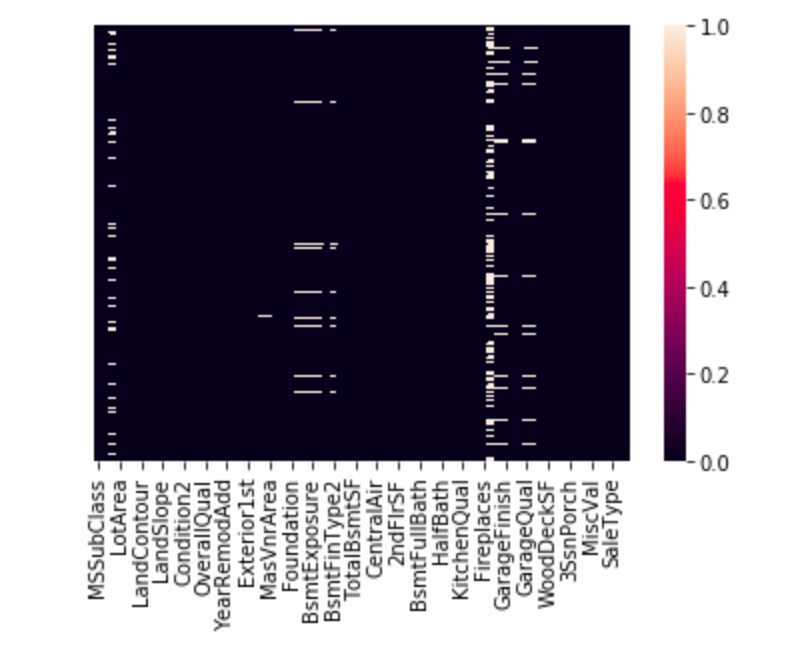 1.0
0.8
0.6
0.4
0.2
0.0
MSSubClass
LotArea
LandContour
LandSlope
Condition2
OverallQual
YearRemodAdd
Exterior1st
MasVnrArea
Foundation
BsmtExposure
BsmtFinType2
TotalBsmtSF
CentralAir
2ndFlrSF
BsmtFullBath
HalfBath
KitchenQual
Fireplaces
GarageFinish
GarageQual
WoodDeckSF
3SsnPorch
MiscVal
SaleType